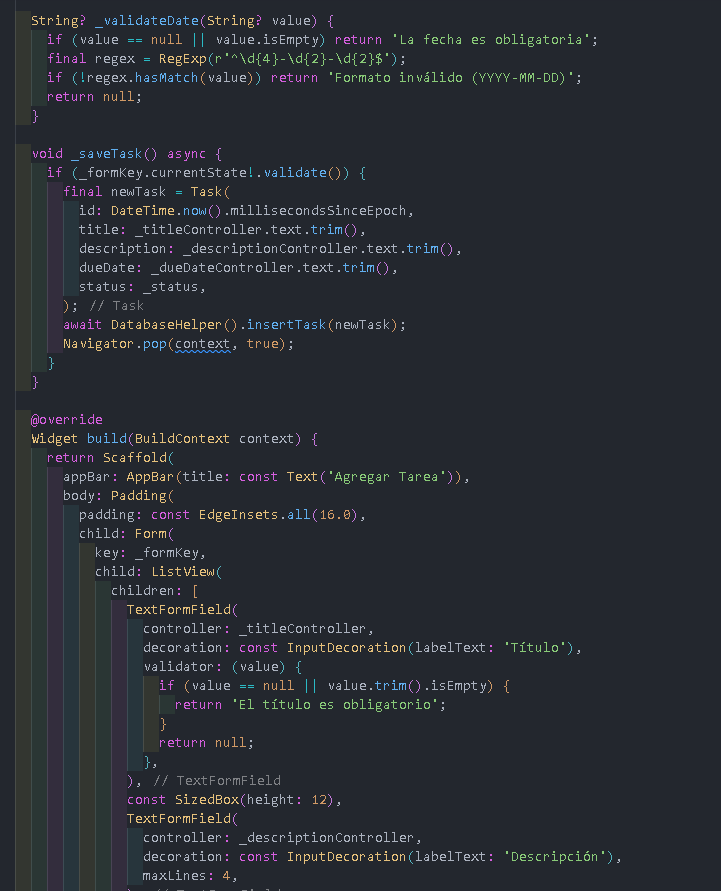 String? _validateDate(String? value) {
if (value == null || value.isEmpty) return 'La fecha es obligatoria';
final regex = RegExp(r'^\d{4}-\d{2}-\d{2}$');
if (!regex.hasMatch(value)) return 'Formato inválido (YYYY-MM-DD)';
return null;
}
void _saveTask() async {
if (_formKey.currentState!.validate()) {
final newTask = Task(
id: DateTime.now().millisecondsSinceEpoch,
title: _titleController.text.trim(),
description: _descriptionController.text.trim(),
dueDate: _dueDateController.text.trim(),
status: _status,
); // Task
await DatabaseHelper().insertTask(newTask);
Navigator.pop(context, true);
}
}
@override
Widget build(BuildContext context) {
return Scaffold(
appBar: AppBar(title: const Text('Agregar Tarea')),
body: Padding(
padding: const EdgeInsets.all(16.0),
child: Form(
key: _formKey,
child: ListView(
children: [
TextFormField(
controller: _titleController,
decoration: const InputDecoration(labelText: 'Título'),
validator: (value) {
if (value == null || value.trim().isEmpty) {
return 'El título es obligatorio';
}
return null;
},
), // TextFormField
const SizedBox(height: 12),
TextFormField(
controller: _descriptionController,
decoration: const InputDecoration(labelText: 'Descripción'),
maxLines: 4,